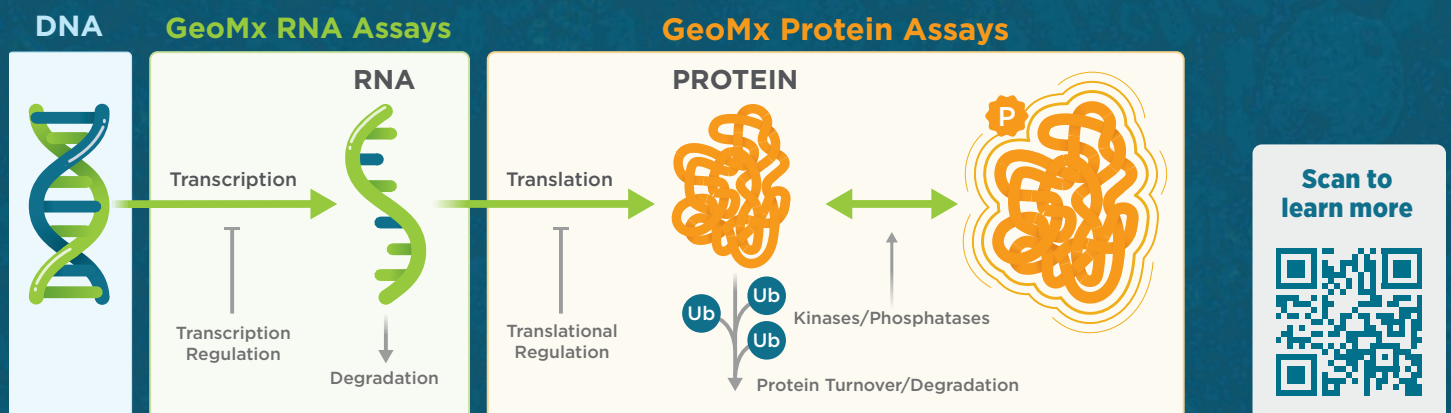 DNA
GeoMx RNA Assays
GeoMx Protein Assays
RNA
PROTEIN
P
Transcription
Translation
Scan to
learn more
Transcription
Regulation
Degradation
Translational
Regulation
Ub
Ub
Ub
Kinases/Phosphatases
Protein Turnover/Degradation